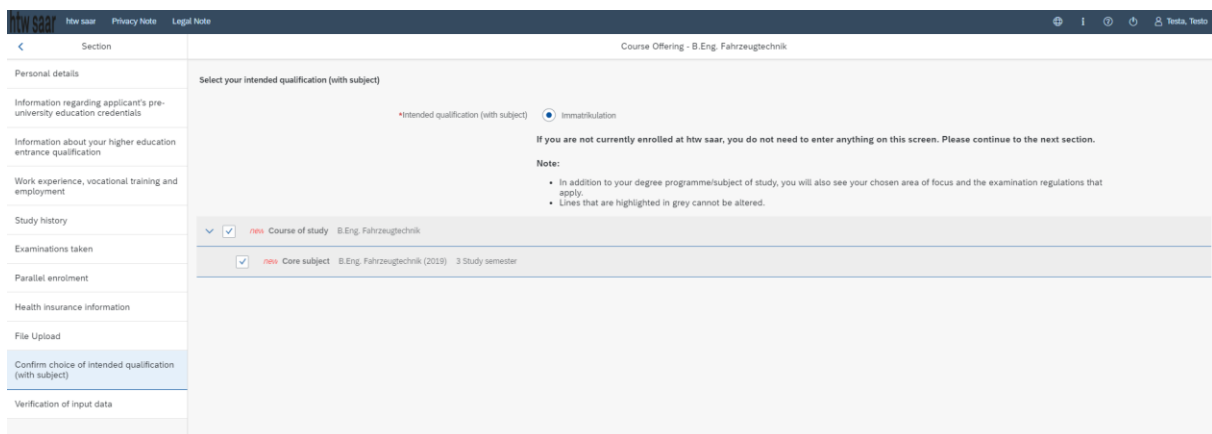 htw saar htw saar Privacy Note Legal Note Testa, Testo
Section
Course Offering - B.Eng. Fahrzeugtechnik
Personal details
Information regarding applicant's pre-
university education credentials
Information about your higher education
entrance qualification
Work experience, vocational training and
employment
Study history
Examinations taken
Parallel enrolment
Health insurance information
File Upload
Confirm choice of intended qualification
(with subject)
Verification of input data
Select your intended qualification (with subject)
*Intended qualification (with subject) Immatrikulation
If you are not currently enrolled at htw saar, you do not need to enter anything on this screen. Please continue to the next section.
Note:
• In addition to your degree programme/subject of study, you will also see your chosen area of focus and the examination regulations that
apply.
• Lines that are highlighted in grey cannot be altered.
new Course of study B.Eng. Fahrzeugtechnik
new Core subject B.Eng. Fahrzeugtechnik (2019) 3 Study semester